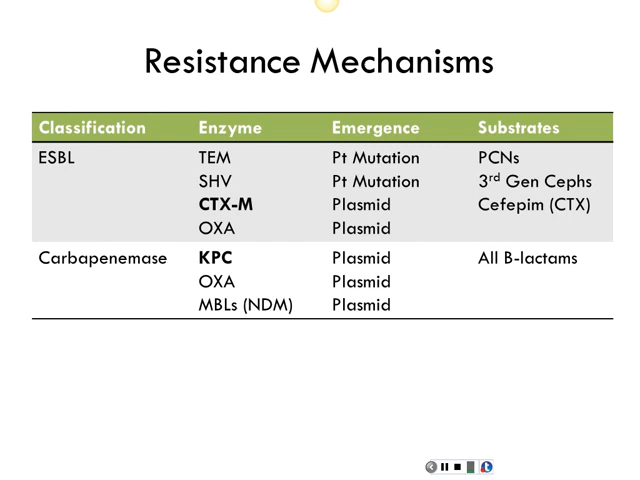 Resistance Mechanisms
Classification Enzyme Emergence Substrates
ESBL TEM Pt Mutation PCNs
SHV Pt Mutation 3rd Gen Cephs
CTX-M Plasmid Cefepim (CTX)
OXA Plasmid
Carbapenemase KPC Plasmid All B-lactams
OXA Plasmid
MBLs (NDM) Plasmid